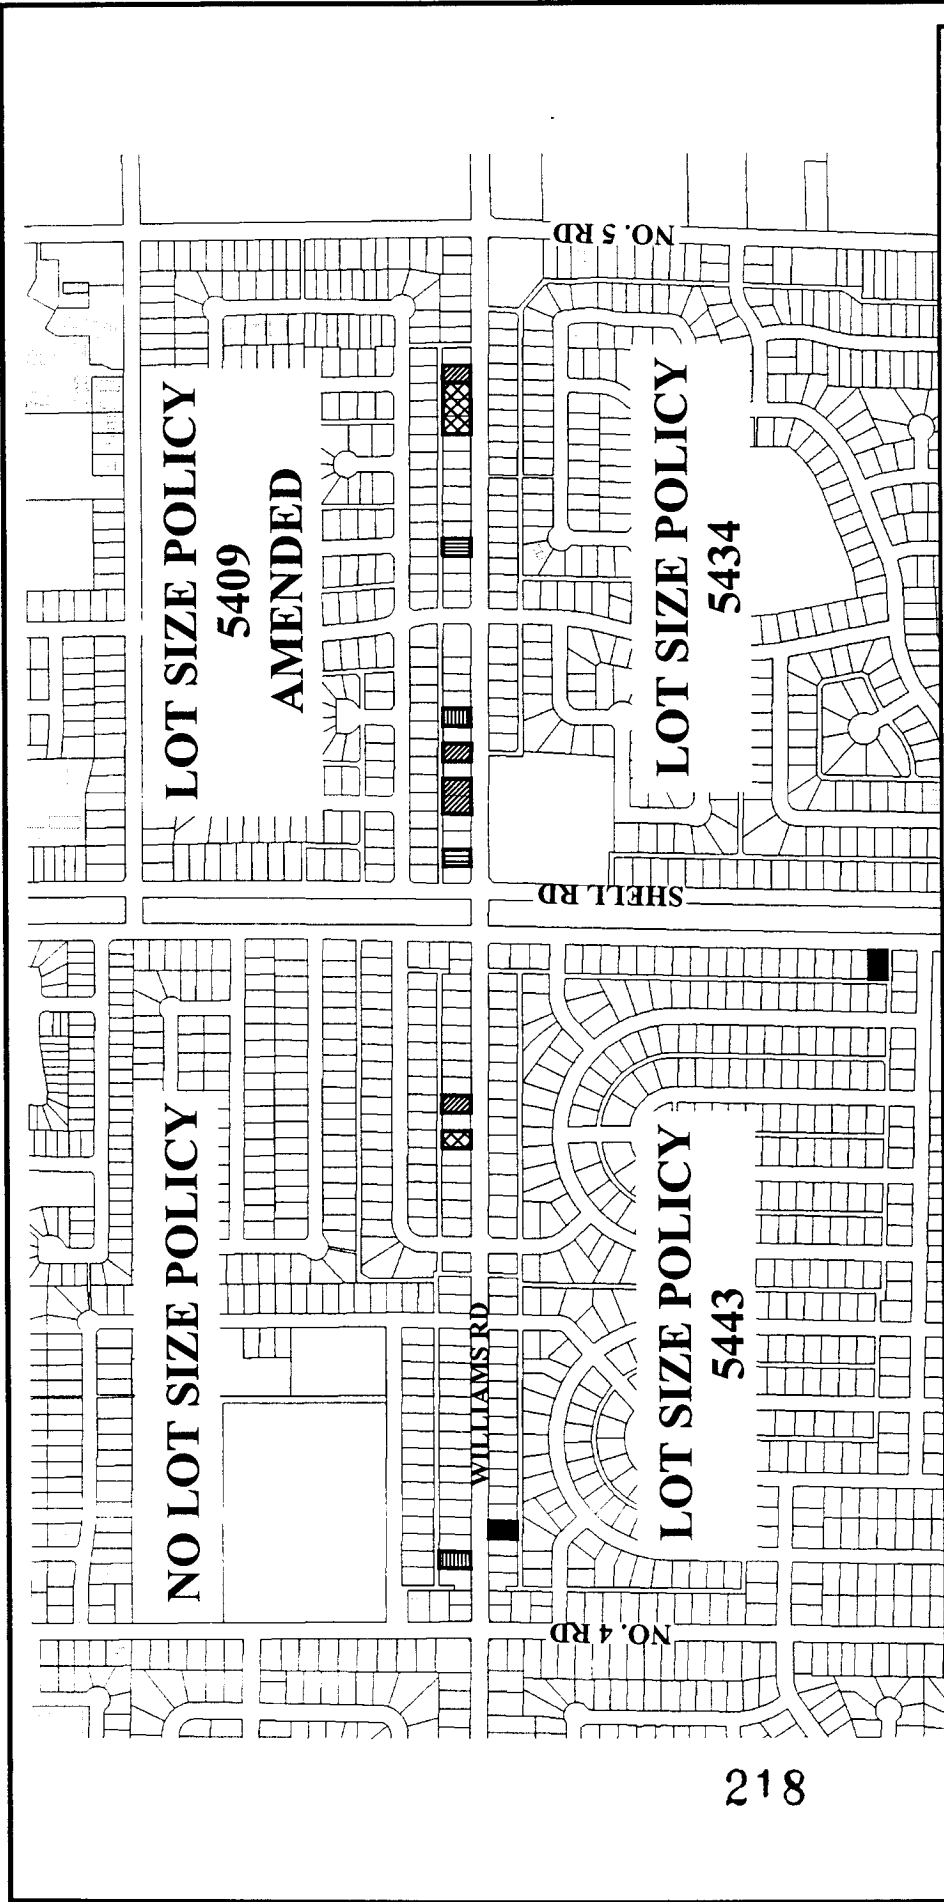 NO LOT SIZE POLICY
LOT SIZE POLICY
5409
AMENDED
WILLIAMS RD
NO. 4 RD
SHELL RD
NO. 5 RD
LOT SIZE POLICY
5443
LOT SIZE POLICY
5434
218